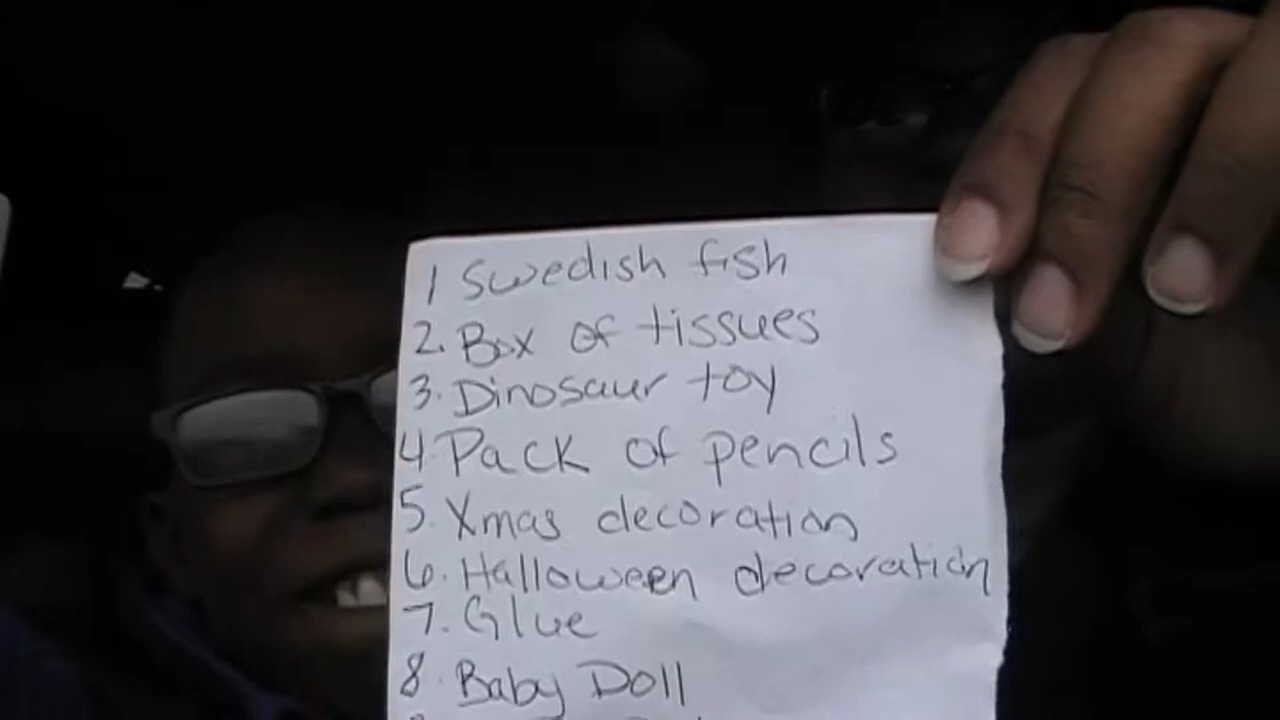 1 Swedish fish
2. Box of tissues
3. Dinosaur toy
4 Pack of pencils
5. Xmas decoration
6. Halloween decoration
7. Glue
8. Baby Doll